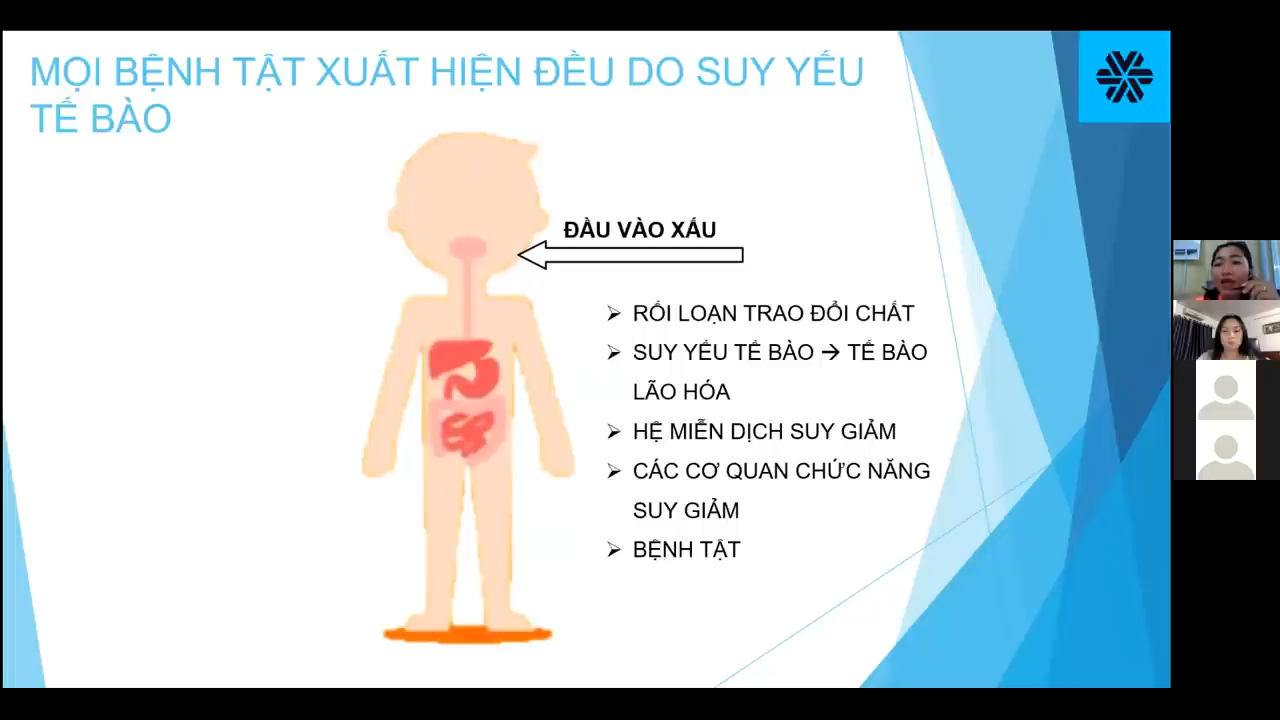 MỌI BỆNH TẬT XUẤT HIỆN ĐỀU DO SUY YẾU
TẾ BÀO
ĐẦU VÀO XẤU
RỐI LOẠN TRAO ĐỔI CHẤT
SUY YẾU TẾ BÀO → TẾ BÀO
LÃO HÓA
HỆ MIỄN DỊCH SUY GIẢM
CÁC CƠ QUAN CHỨC NĂNG
SUY GIẢM
BỆNH TẬT